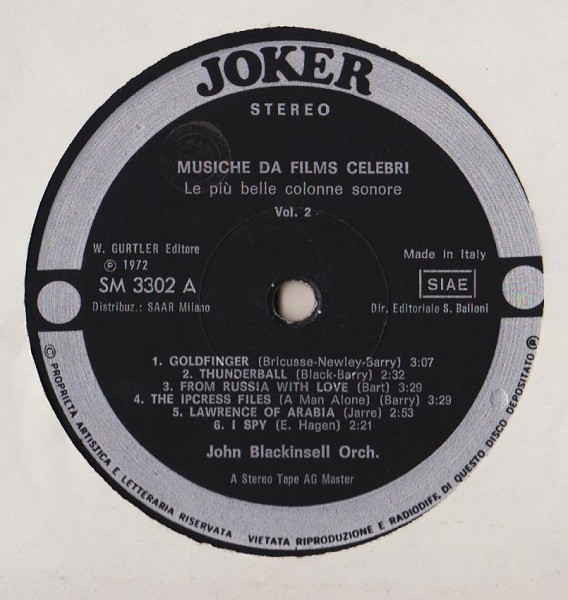 JOKER
STEREO
MUSICHE DA FILMS CELEBRI
Le più belle colonne sonore
Vol. 2
W. GURTLER Editore
℗ 1972
SM 3302 A
Distribuz.: SAAR Milano
Made in Italy
SIAE
Dir. Editoriale S. Balloni
1. GOLDFINGER (Bricusse-Newley-Barry) 3:07
2. THUNDERBALL (Black-Barry) 2:32
3. FROM RUSSIA WITH LOVE (Bart) 3:29
4. THE IPCRESS FILES (A Man Alone) (Barry) 3:29
5. LAWRENCE OF ARABIA (Jarre) 2:53
6. I SPY (E. Hagen) 2:21
John Blackinsell Orch.
A Stereo Tape AG Master
© PROPRIETA ARTISTICA E LETTERARIA RISERVATA VIETATA RIPRODUZIONE E RADIODIFF. DI QUESTO DISCO DEPOSITATO ℗